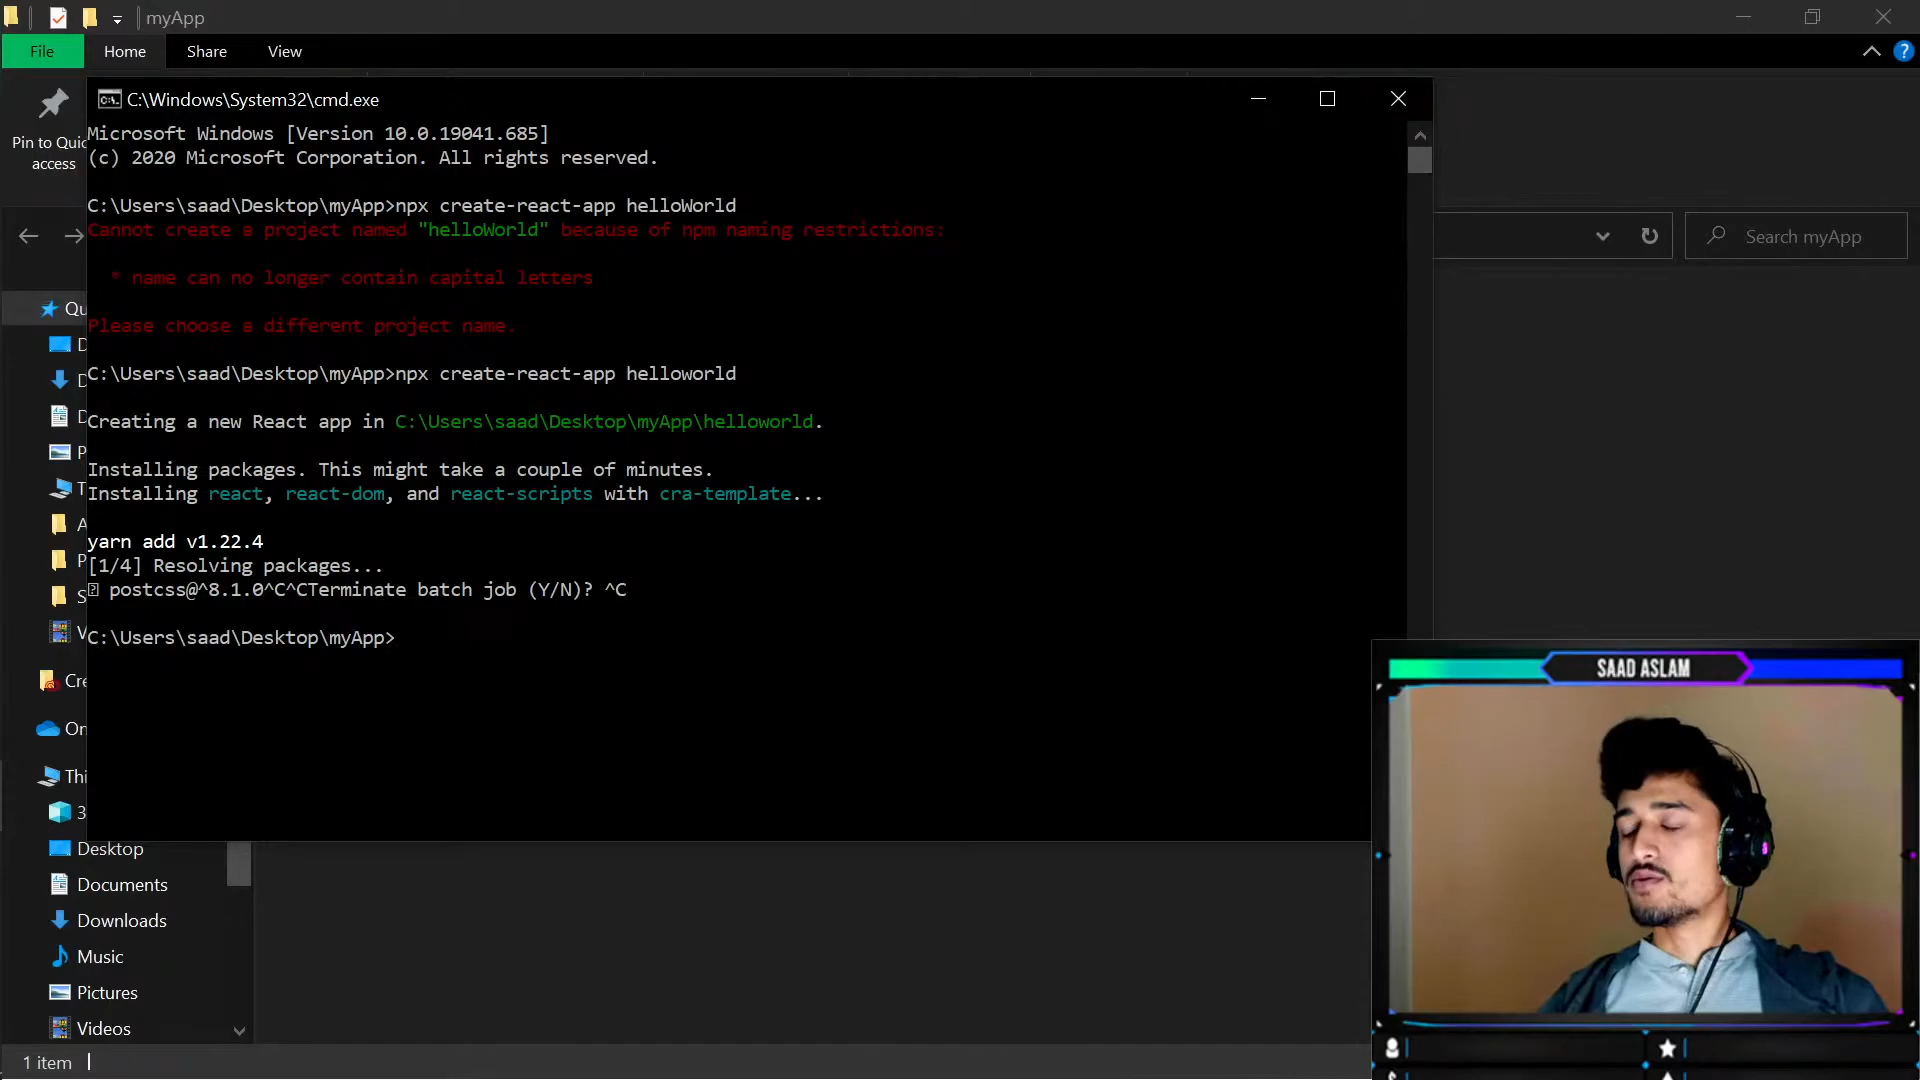 myApp
File
Home
Share
View
C:\Windows\System32\cmd.exe
Microsoft Windows [Version 10.0.19041.685]
(c) 2020 Microsoft Corporation. All rights reserved.
C:\Users\saad\Desktop\myApp>npx create-react-app helloWorld
Cannot create a project named "helloWorld" because of npm naming restrictions:
* name can no longer contain capital letters
Please choose a different project name.
C:\Users\saad\Desktop\myApp>npx create-react-app helloworld
Creating a new React app in C:\Users\saad\Desktop\myApp\helloworld.
Installing packages. This might take a couple of minutes.
Installing react, react-dom, and react-scripts with cra-template...
yarn add v1.22.4
[1/4] Resolving packages...
postcss@^8.1.0^C^CTerminate batch job (Y/N)? ^C
C:\Users\saad\Desktop\myApp>
Pin to Quic
access
Search myApp
Qu
D
D
D
P
T
A
P
S
V
Cre
On
Thi
3
Desktop
Documents
Downloads
Music
Pictures
Videos
1 item
SAAD ASLAM